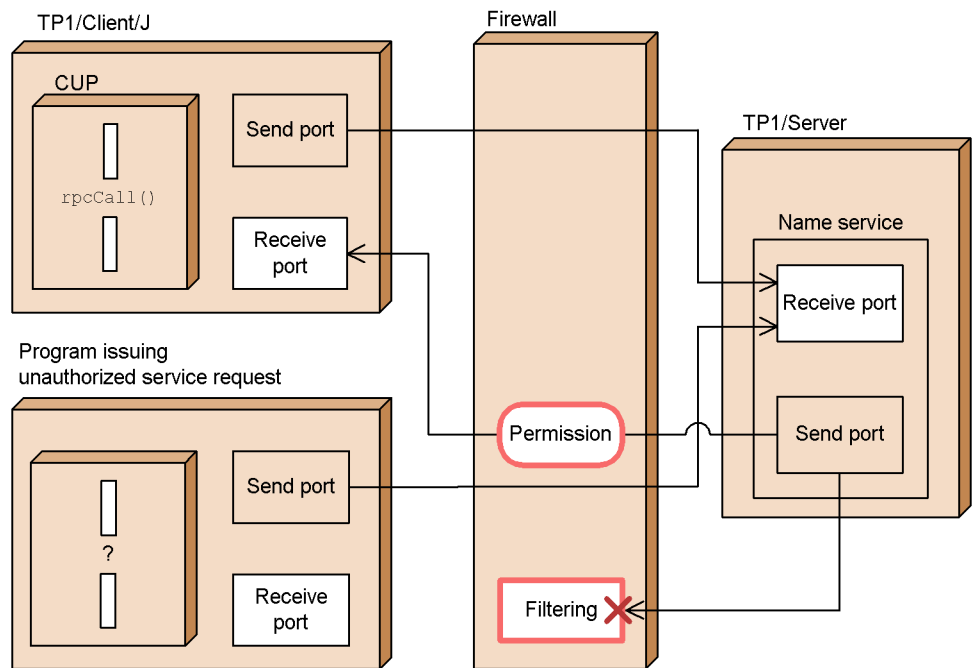 TP1/Client/J
Firewall
CUP
Send port
rpcCall()
Receive
port
TP1/Server
Name service
Receive port
Send port
Program issuing
unauthorized service request
Permission
Send port
?
Receive
port
Filtering